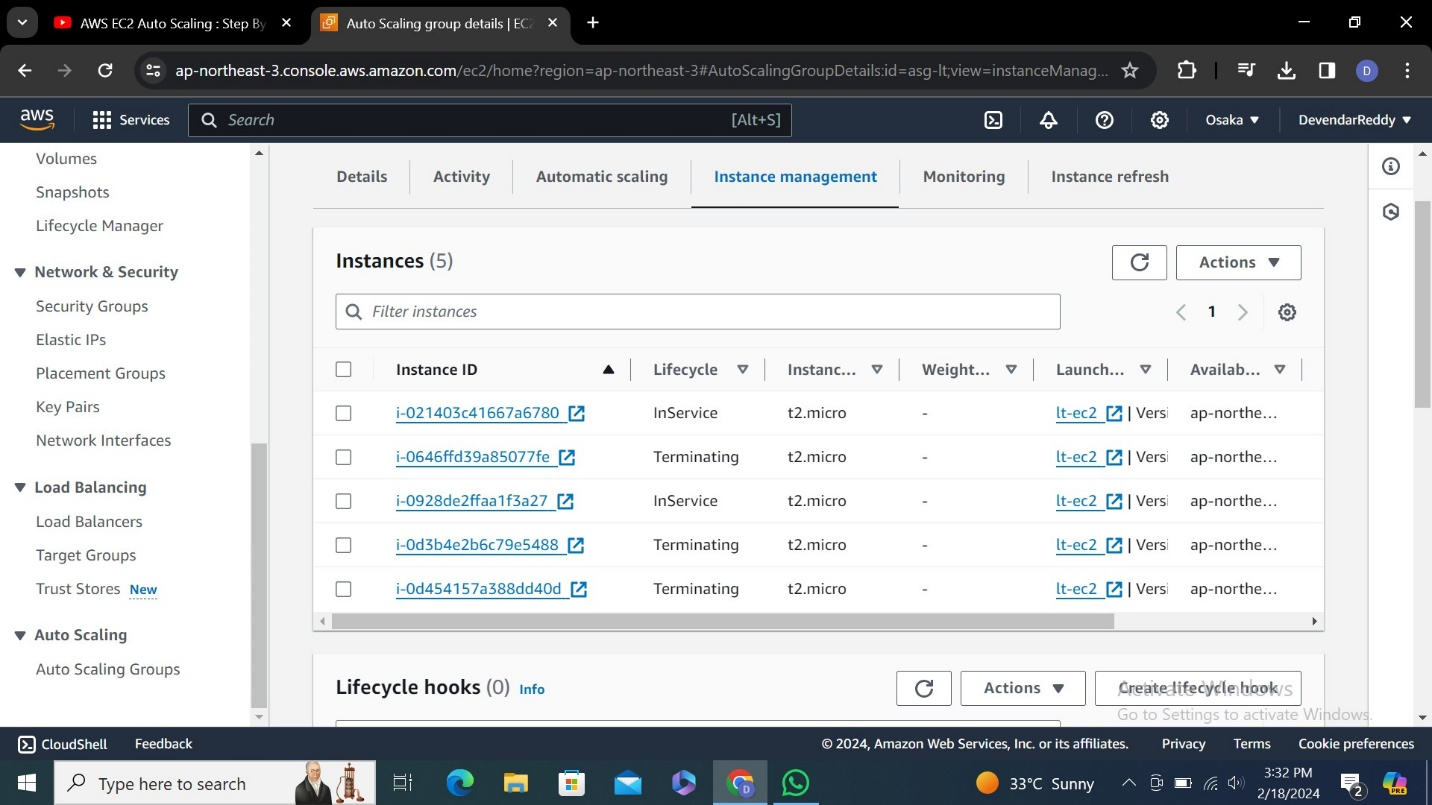 AWS EC2 Auto Scaling : Step By
Auto Scaling group details | EC2
ap-northeast-3.console.aws.amazon.com/ec2/home?region=ap-northeast-3#AutoScalingGroupDetails:id=asg-lt;view=instanceManag...
D
aws
Services
Search
[Alt+S]
Osaka
DevendarReddy
Volumes
Snapshots
Lifecycle Manager
Network & Security
Security Groups
Elastic IPs
Placement Groups
Key Pairs
Network Interfaces
Load Balancing
Load Balancers
Target Groups
Trust Stores New
Auto Scaling
Auto Scaling Groups
Details Activity Automatic scaling Instance management Monitoring Instance refresh
Instances (5)
Actions
Filter instances
1
Instance ID Lifecycle Instanc... Weight... Launch... Availab...
i-021403c41667a6780 InService t2.micro - lt-ec2 | Versi ap-northe...
i-0646ffd39a85077fe Terminating t2.micro - lt-ec2 | Versi ap-northe...
i-0928de2ffaa1f3a27 InService t2.micro - lt-ec2 | Versi ap-northe...
i-0d3b4e2b6c79e5488 Terminating t2.micro - lt-ec2 | Versi ap-northe...
i-0d454157a388dd40d Terminating t2.micro - lt-ec2 | Versi ap-northe...
Lifecycle hooks (0) Info
Actions
Create lifecycle hook
Activate Windows
Go to Settings to activate Windows.
CloudShell Feedback
© 2024, Amazon Web Services, Inc. or its affiliates. Privacy Terms Cookie preferences
Type here to search
D
33°C Sunny
3:32 PM
2/18/2024
2
PRE